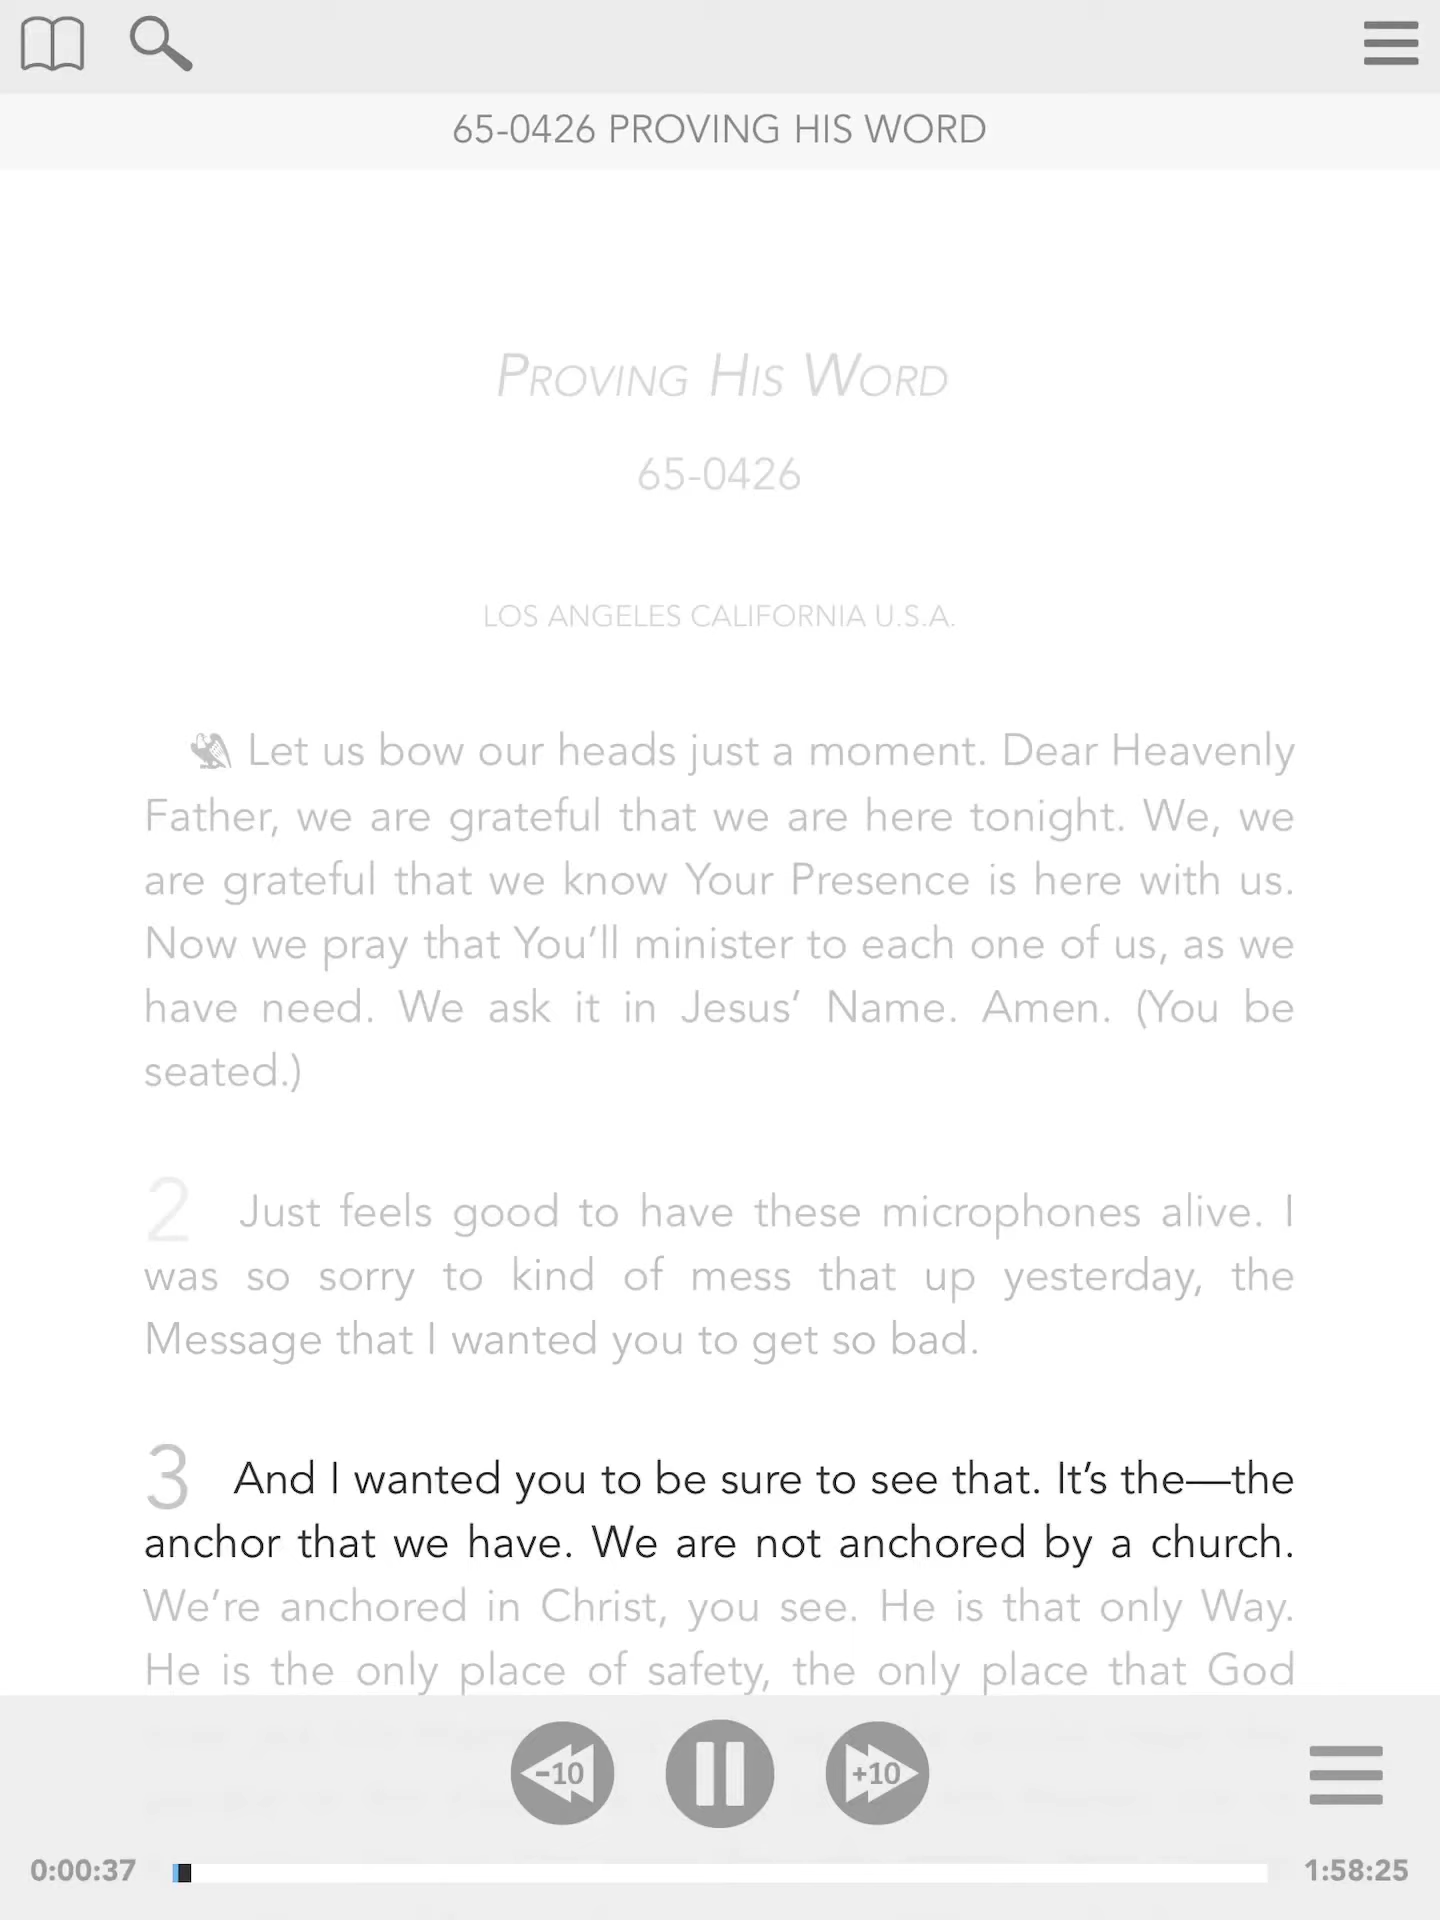 65-0426 PROVING HIS WORD
PROVING HIS WORD
65-0426
LOS ANGELES CALIFORNIA U.S.A.
Let us bow our heads just a moment. Dear Heavenly
Father, we are grateful that we are here tonight. We, we
are grateful that we know Your Presence is here with us.
Now we pray that You’ll minister to each one of us, as we
have need. We ask it in Jesus’ Name. Amen. (You be
seated.)
2 Just feels good to have these microphones alive. I
was so sorry to kind of mess that up yesterday, the
Message that I wanted you to get so bad.
3 And I wanted you to be sure to see that. It’s the—the
anchor that we have. We are not anchored by a church.
We’re anchored in Christ, you see. He is that only Way.
He is the only place of safety, the only place that God
-10 +10
0:00:37 1:58:25